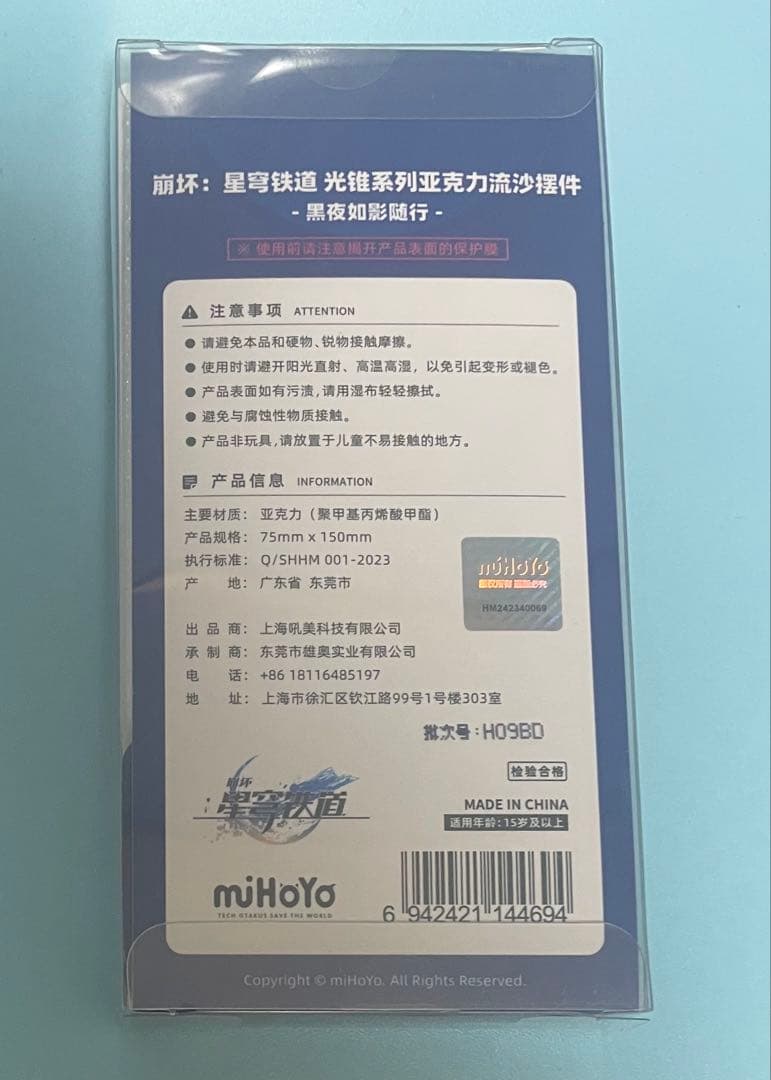 崩坏：星穹铁道 光锥系列亚克力流沙摆件
- 黑夜如影随行 -
※ 使用前请注意揭开产品表面的保护膜
注意事项 ATTENTION
● 请避免本品和硬物、锐物接触摩擦。
● 使用时请避开阳光直射、高温高湿，以免引起变形或褪色。
● 产品表面如有污渍,请用湿布轻轻擦拭。
● 避免与腐蚀性物质接触。
● 产品非玩具,请放置于儿童不易接触的地方。
产品信息 INFORMATION
主要材质： 亚克力（聚甲基丙烯酸甲酯）
产品规格： 75mm x 150mm
执行标准： Q/SHHM 001-2023
产 地： 广东省 东莞市
miHoYo
HM242340069
出 品 商： 上海吼美科技有限公司
承 制 商： 东莞市雄奥实业有限公司
电 话： +86 18116485197
地 址： 上海市徐汇区钦江路99号1号楼303室
批次号：H09BD
检验合格
崩坏
星穹铁道
MADE IN CHINA
适用年龄：15岁及以上
miHoYo
TECH OTAKUS SAVE THE WORLD
6 942421 144694
Copyright © miHoYo. All Rights Reserved.